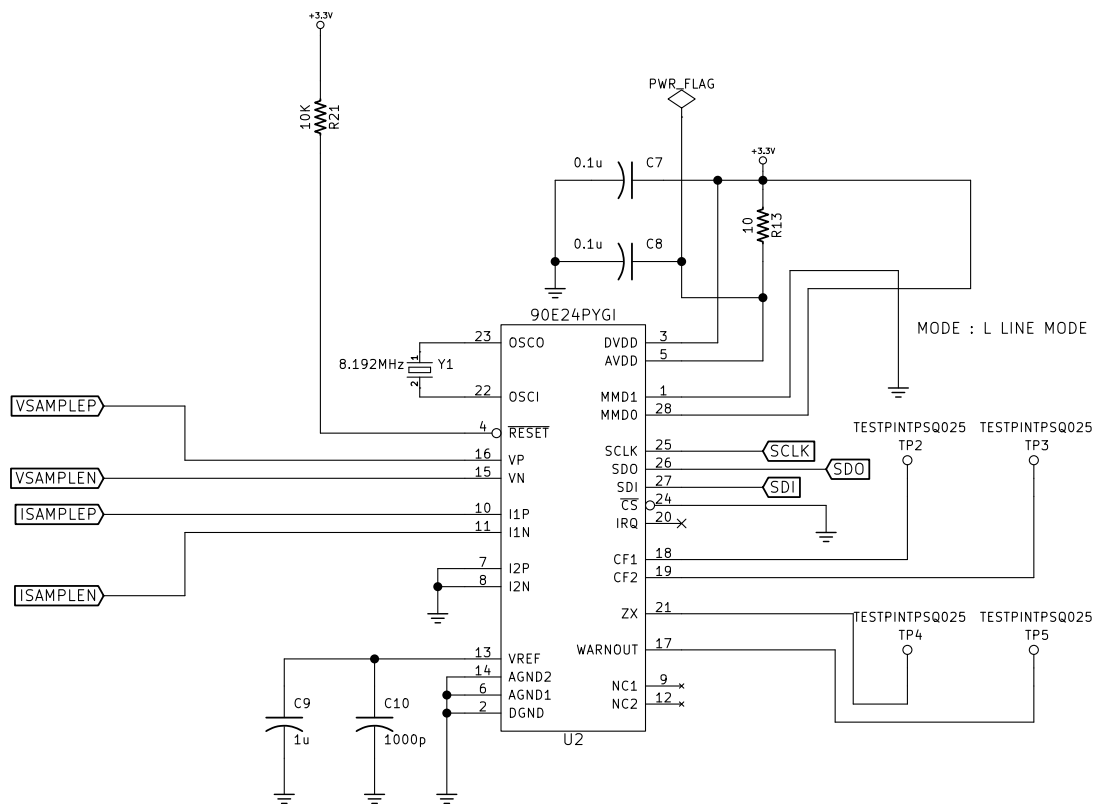 +3.3V
10K
R21
PWR_FLAG
+3.3V
0.1u C7
10
R13
0.1u C8
90E24PYGI
MODE : L LINE MODE
23 OSCO
DVDD 3
8.192MHz
1
2
Y1
AVDD 5
22 OSCI
MMD1 1
VSAMPLEP
MMD0 28
4 RESET
TESTPINTPSQ025 TESTPINTPSQ025
TP2 TP3
SCLK 25 SCLK
16 VP
SDO 26 SDO
VSAMPLEN
15 VN
SDI 27 SDI
CS 24
ISAMPLEP
10 I1P
IRQ 20
11 I1N
CF1 18
7 I2P
CF2 19
8 I2N
ISAMPLEN
ZX 21
TESTPINTPSQ025 TESTPINTPSQ025
TP4 TP5
WARNOUT 17
13 VREF
14 AGND2
NC1 9
6 AGND1
NC2 12
2 DGND
C9
1u
C10
1000p
U2